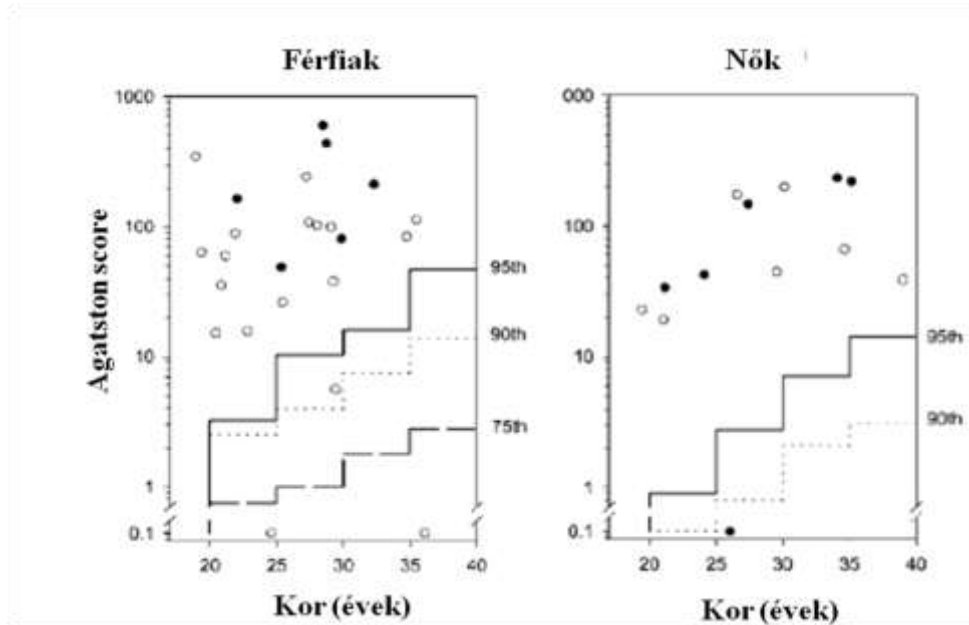 Férfiak
Nők
Agatston score
1000
100
10
1
0.1
95th
90th
75th
20 25 30 35 40
Kor (évek)
000
100
10
1
0.1
95th
90th
20 25 30 35 40
Kor (évek)